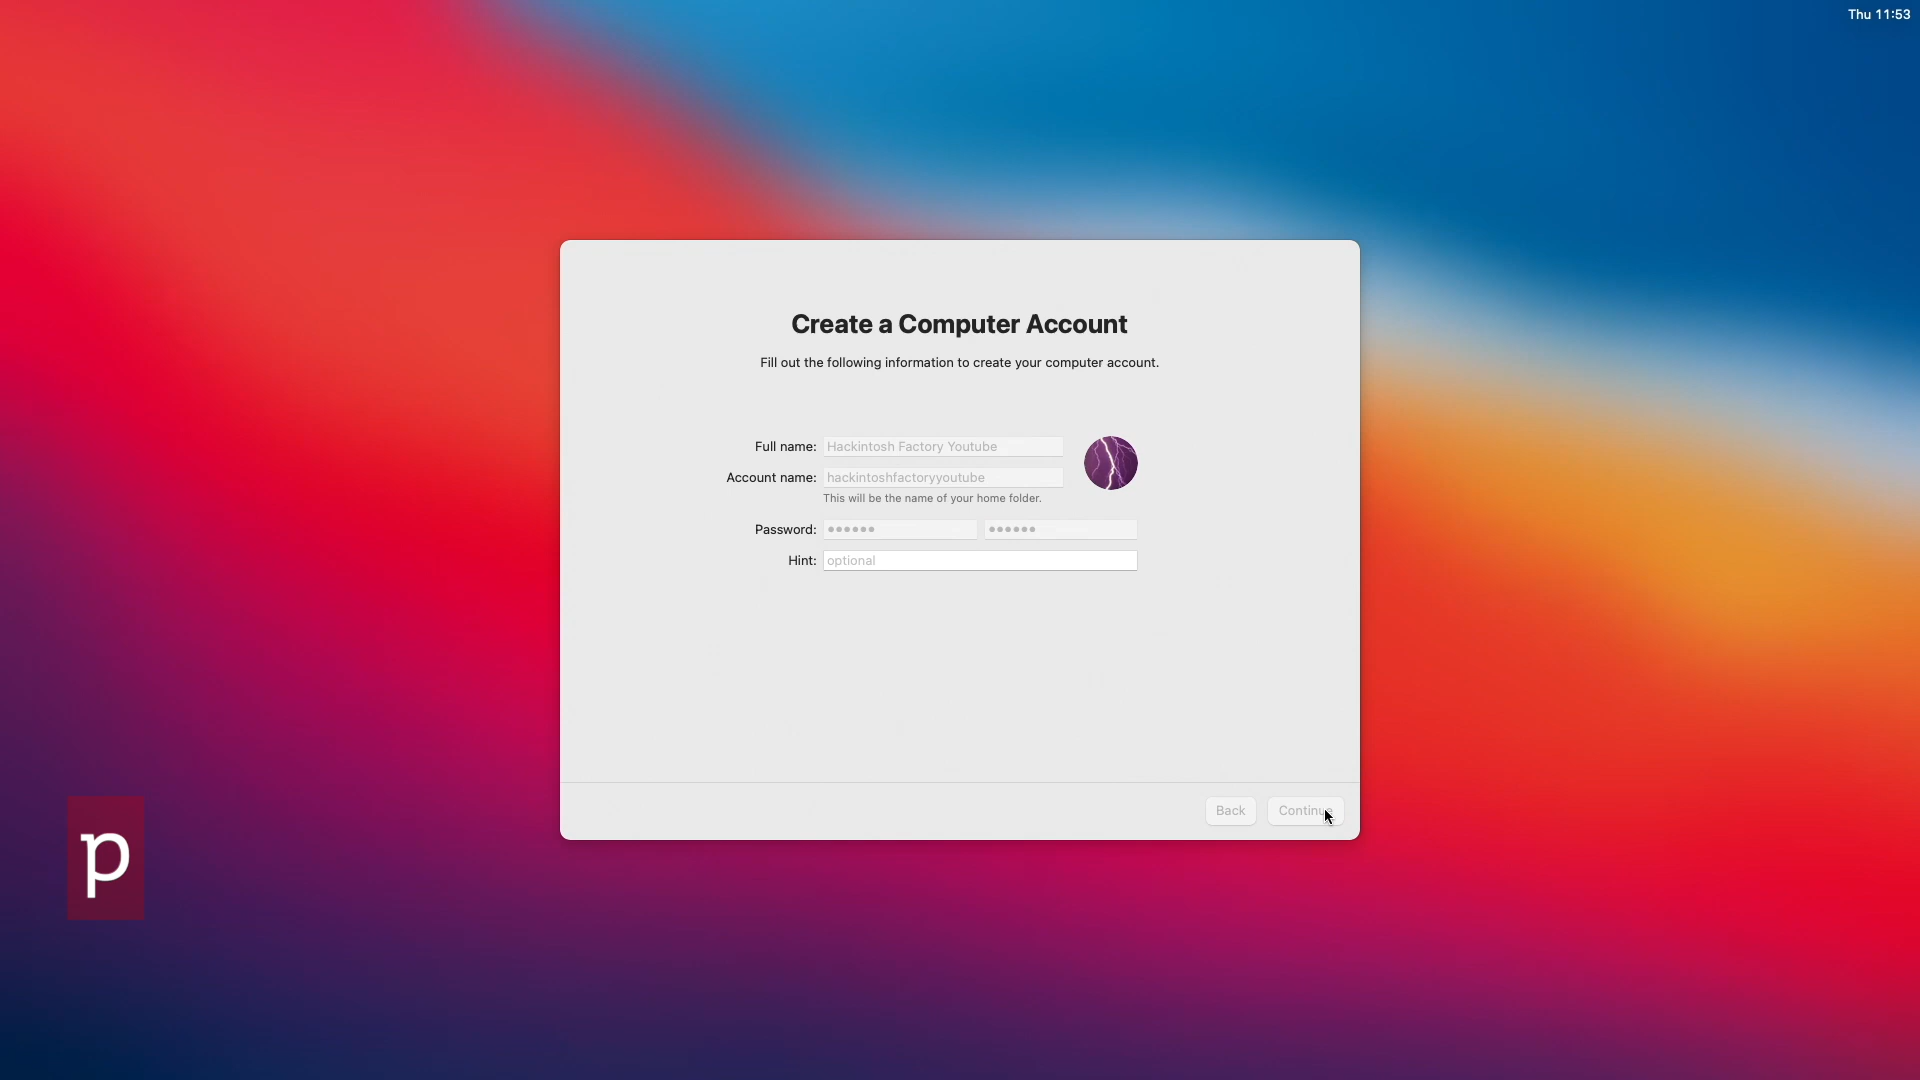 Thu 11:53
Create a Computer Account
Fill out the following information to create your computer account.
Full name: Hackintosh Factory Youtube
Account name: hackintoshfactoryyoutube
This will be the name of your home folder.
Password: ●●●●●● ●●●●●●
Hint: optional
Back Continue
p